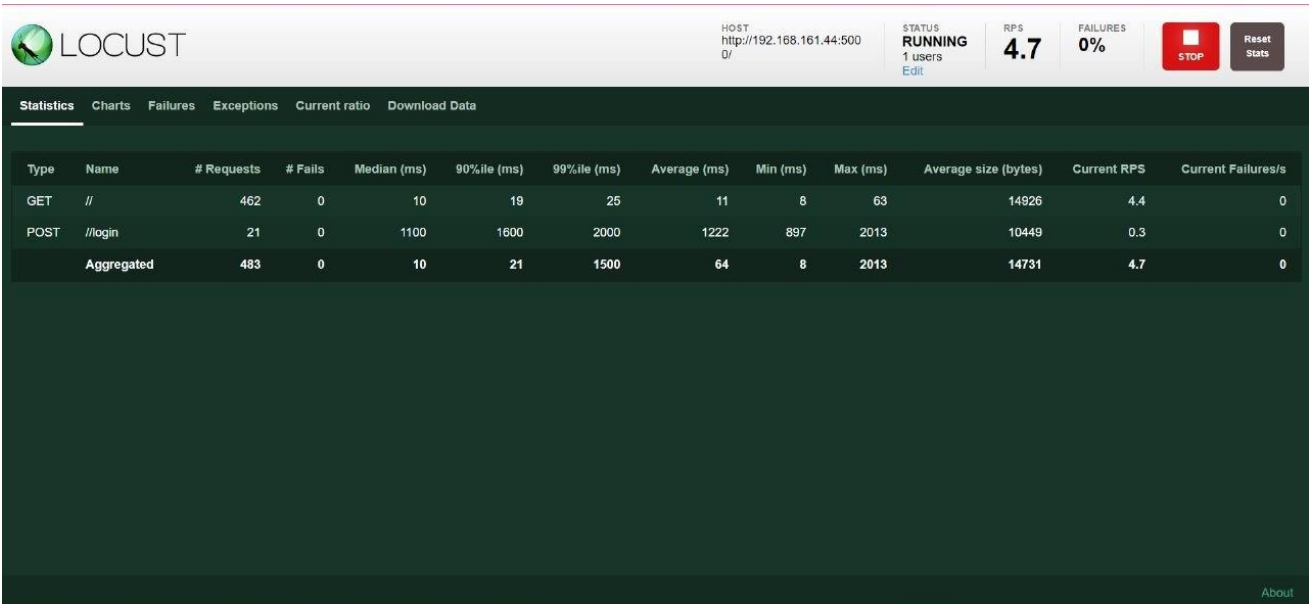 LOCUST
HOST
http://192.168.161.44:500
0/
STATUS
RUNNING
1 users
Edit
RPS
4.7
FAILURES
0%
STOP
Reset
Stats
Statistics Charts Failures Exceptions Current ratio Download Data
Type Name # Requests # Fails Median (ms) 90%ile (ms) 99%ile (ms) Average (ms) Min (ms) Max (ms) Average size (bytes) Current RPS Current Failures/s
GET // 462 0 10 19 25 11 8 63 14926 4.4 0
POST //login 21 0 1100 1600 2000 1222 897 2013 10449 0.3 0
Aggregated 483 0 10 21 1500 64 8 2013 14731 4.7 0
About